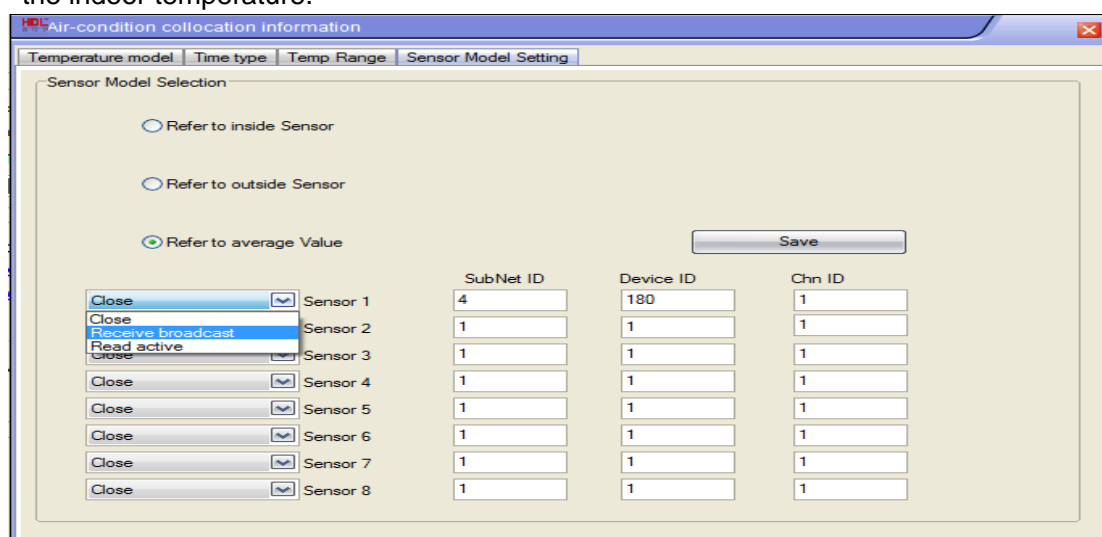 the indoor temperature.
HDL Air-condition collocation information
Temperature model Time type Temp Range Sensor Model Setting
Sensor Model Selection
Refer to inside Sensor
Refer to outside Sensor
Refer to average Value Save
SubNet ID Device ID Chn ID
Close Sensor 1 4 180 1
Close
Receive broadcast Sensor 2 1 1 1
Read active
Close Sensor 3 1 1 1
Close Sensor 4 1 1 1
Close Sensor 5 1 1 1
Close Sensor 6 1 1 1
Close Sensor 7 1 1 1
Close Sensor 8 1 1 1